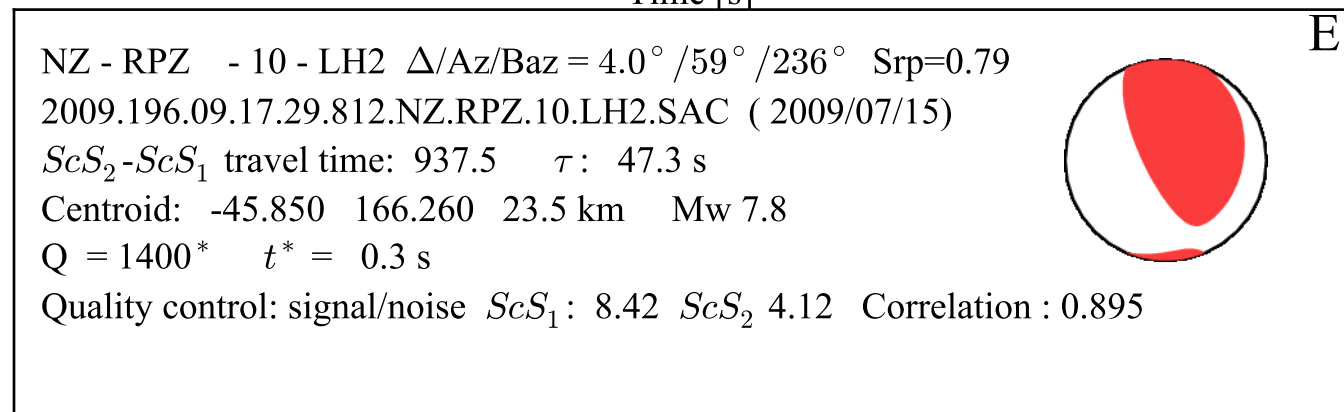 Time [s]
E
NZ - RPZ - 10 - LH2 Δ/Az/Baz = 4.0° /59° /236° Srp=0.79
2009.196.09.17.29.812.NZ.RPZ.10.LH2.SAC ( 2009/07/15)
ScS₂-ScS₁ travel time: 937.5 τ : 47.3 s
Centroid: -45.850 166.260 23.5 km Mw 7.8
Q = 1400* t* = 0.3 s
Quality control: signal/noise ScS₁ : 8.42 ScS₂ 4.12 Correlation : 0.895